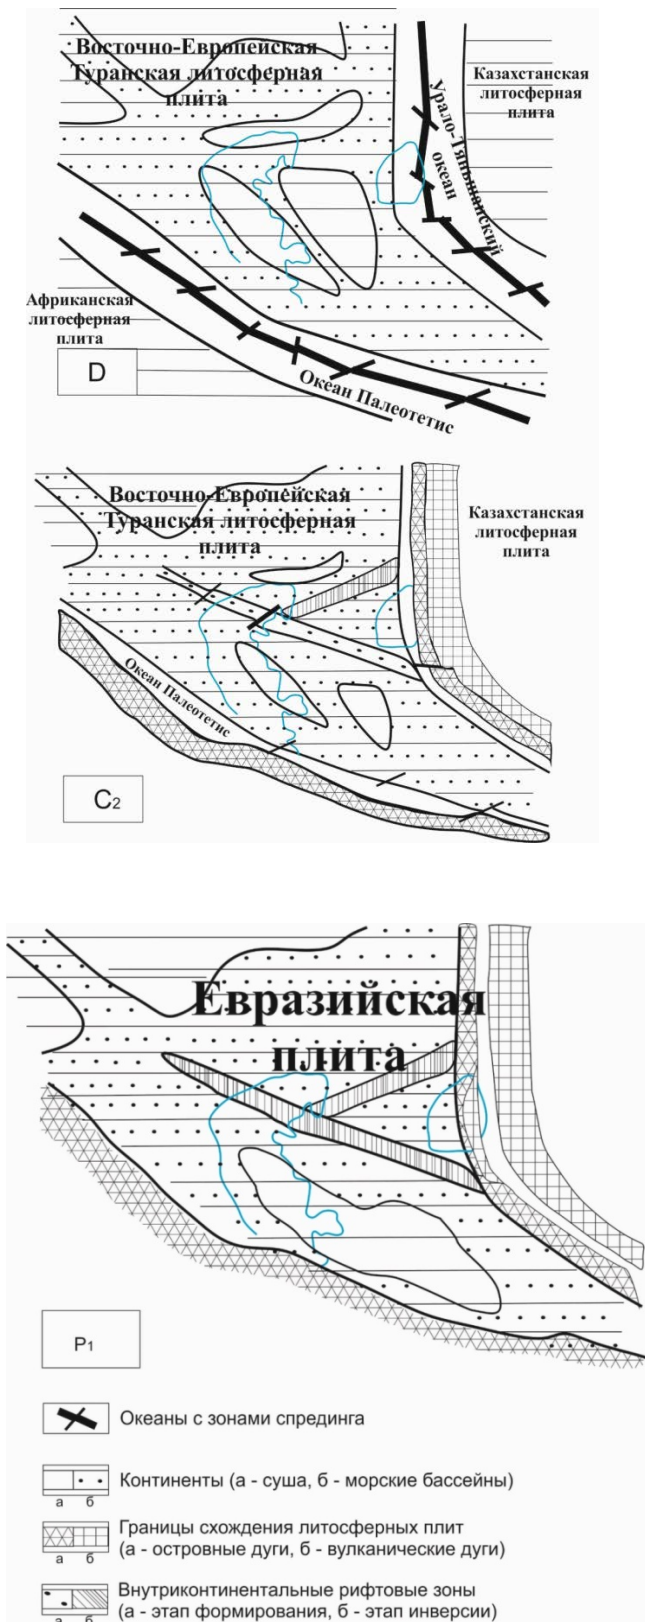 Восточно-Европейская
Туранская литосферная
плита
Казахстанская
литосферная
плита
Урало-Тяньшанский
океан
Африканская
литосферная
плита
D
Океан Палеотетис
Восточно-Европейская
Туранская литосферная
плита
Казахстанская
литосферная
плита
Океан Палеотетис
C2
Евразийская
плита
P1
Океаны с зонами спрединга
Континенты (а - суша, б - морские бассейны)
а б
Границы схождения литосферных плит
(а - островные дуги, б - вулканические дуги)
а б
Внутриконтинентальные рифтовые зоны
(а - этап формирования, б - этап инверсии)
а б